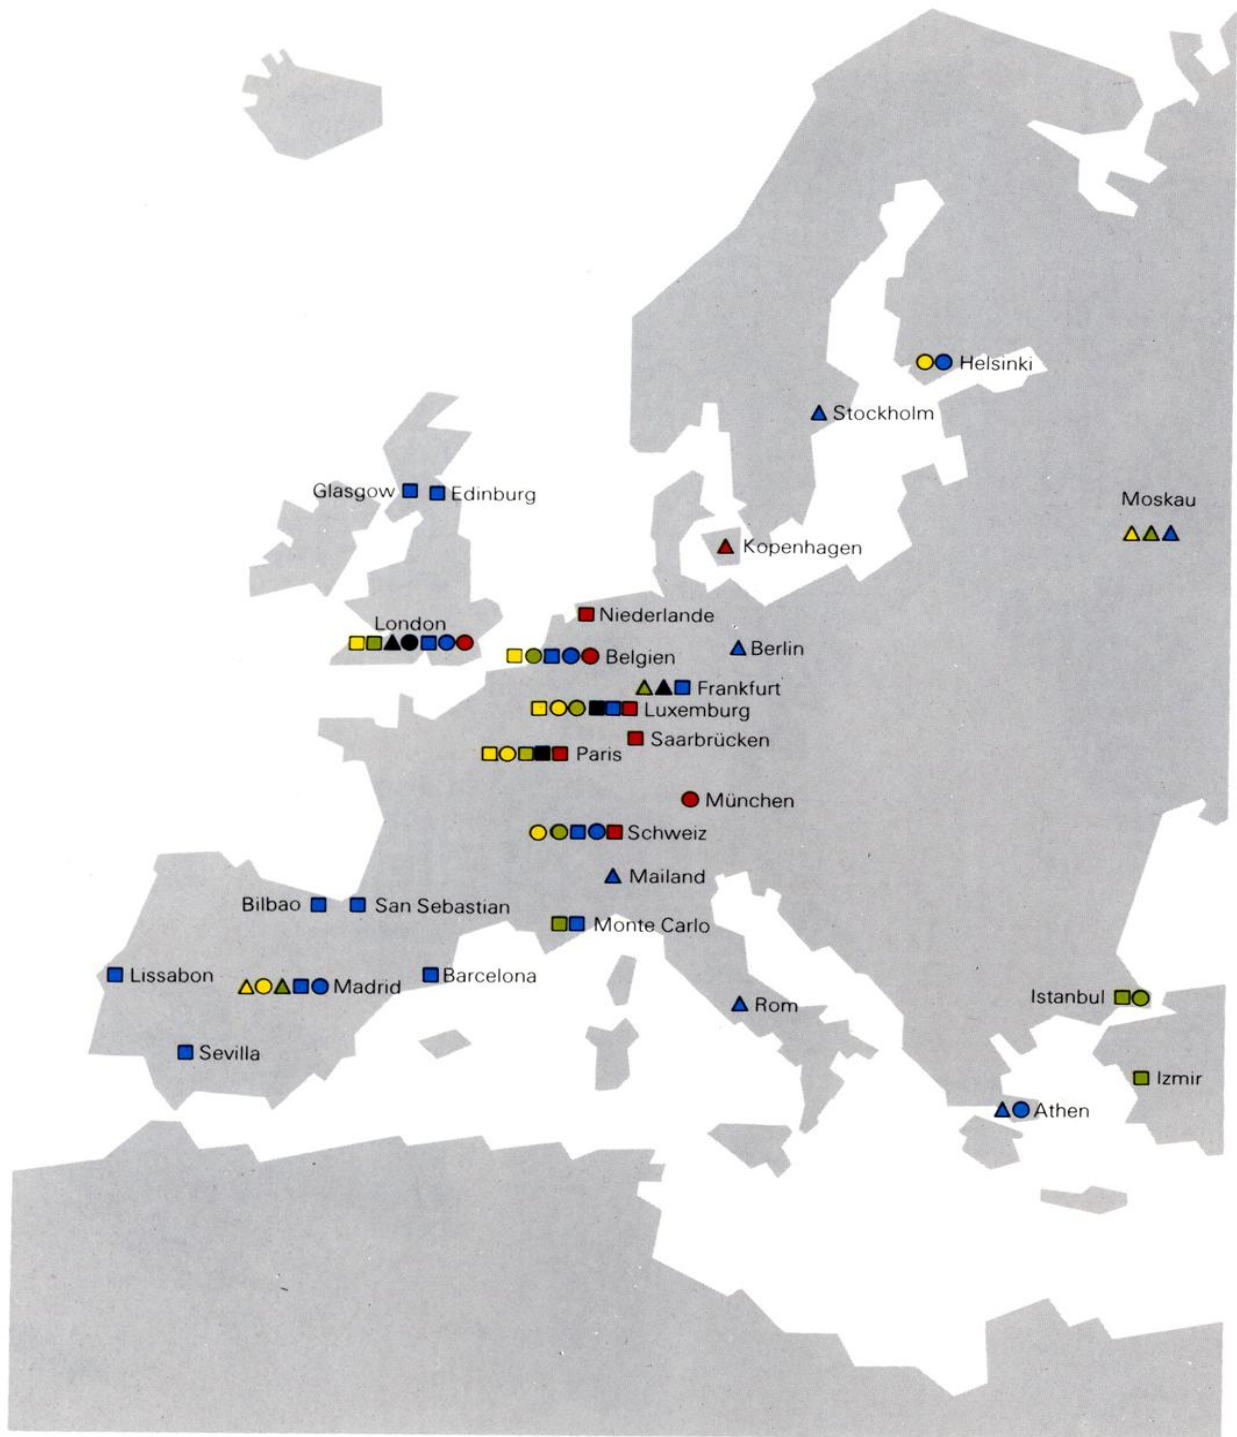 Helsinki
Stockholm
Glasgow
Edinburg
Moskau
Kopenhagen
Niederlande
London
Berlin
Belgien
Frankfurt
Luxemburg
Saarbrücken
Paris
München
Schweiz
Mailand
Bilbao
San Sebastian
Monte Carlo
Lissabon
Madrid
Barcelona
Istanbul
Rom
Sevilla
Izmir
Athen